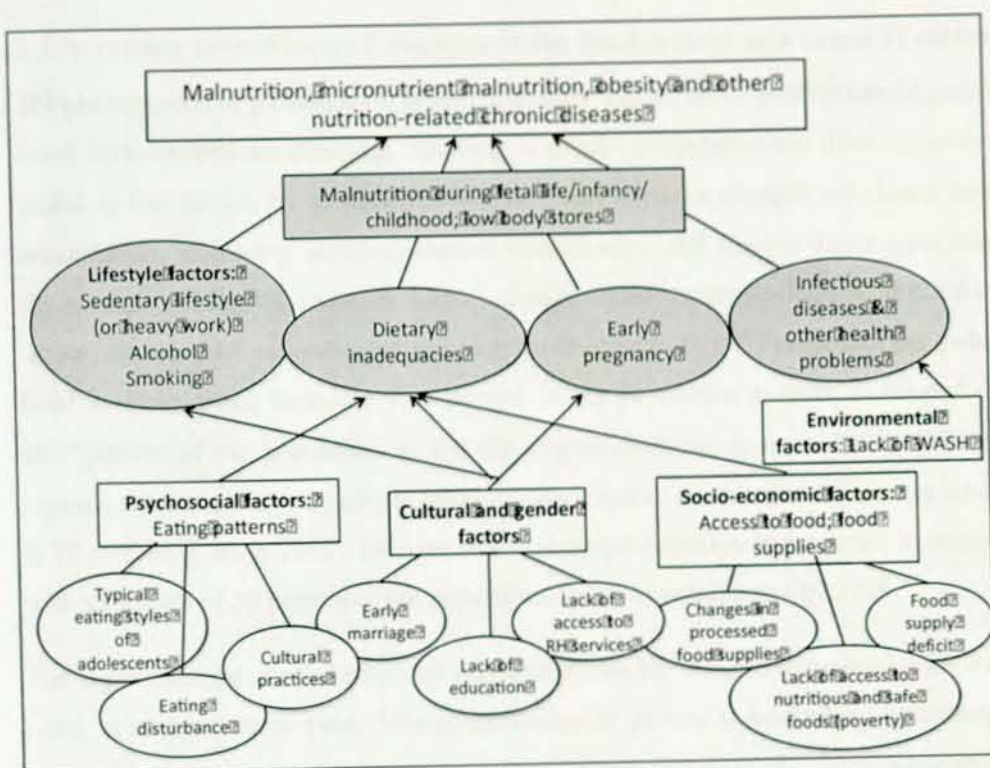 Malnutrition, micronutrient malnutrition, obesity and other
nutrition-related chronic diseases
Malnutrition during fetal life/infancy/
childhood; low body stores
Lifestyle factors:
Sedentary lifestyle
(or heavy work)
Alcohol
Smoking
Dietary
inadequacies
Early
pregnancy
Infectious
diseases &
other health
problems
Environmental
factors: Lack of WASH
Psychosocial factors:
Eating patterns
Cultural and gender
factors
Socio-economic factors:
Access to food; food
supplies
Typical
eating styles
of
adolescents
Eating
disturbance
Cultural
practices
Early
marriage
Lack of
education
Lack of
access to
RH services
Changes in
processed
food supplies
Lack of access to
nutritious and safe
foods (poverty)
Food
supply
deficit